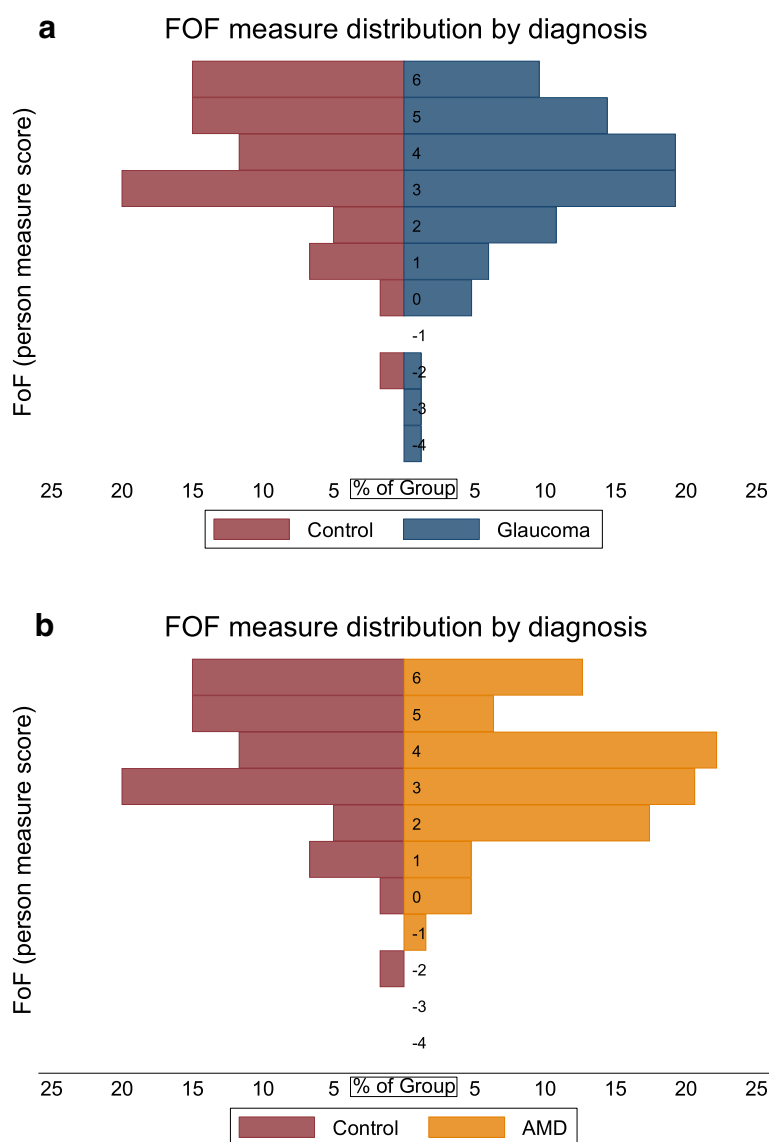 a
FOF measure distribution by diagnosis
FoF (person measure score)
6
5
4
3
2
1
0
-1
-2
-3
-4
25 20 15 10 5 % of Group 5 10 15 20 25
Control Glaucoma
b
FOF measure distribution by diagnosis
FoF (person measure score)
6
5
4
3
2
1
0
-1
-2
-3
-4
25 20 15 10 5 % of Group 5 10 15 20 25
Control AMD